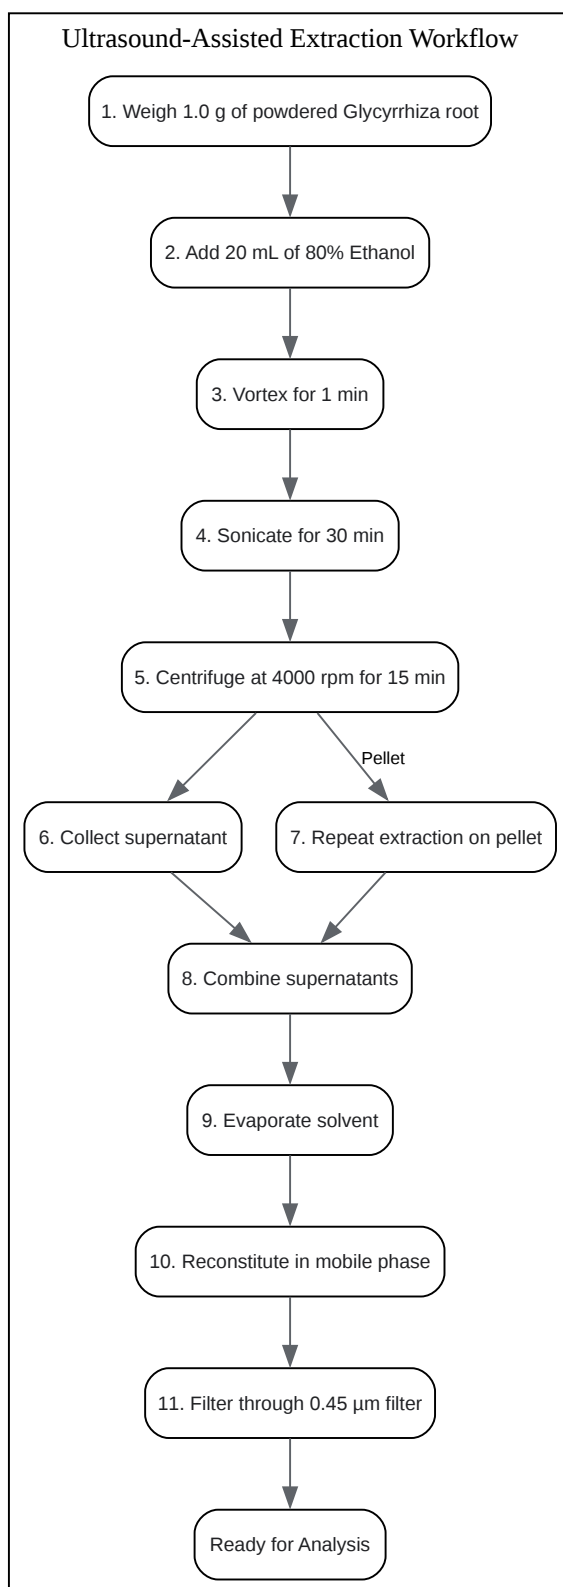 Ultrasound-Assisted Extraction Workflow
1. Weigh 1.0 g of powdered Glycyrrhiza root
2. Add 20 mL of 80% Ethanol
3. Vortex for 1 min
4. Sonicate for 30 min
5. Centrifuge at 4000 rpm for 15 min
Pellet
6. Collect supernatant
7. Repeat extraction on pellet
8. Combine supernatants
9. Evaporate solvent
10. Reconstitute in mobile phase
11. Filter through 0.45 µm filter
Ready for Analysis